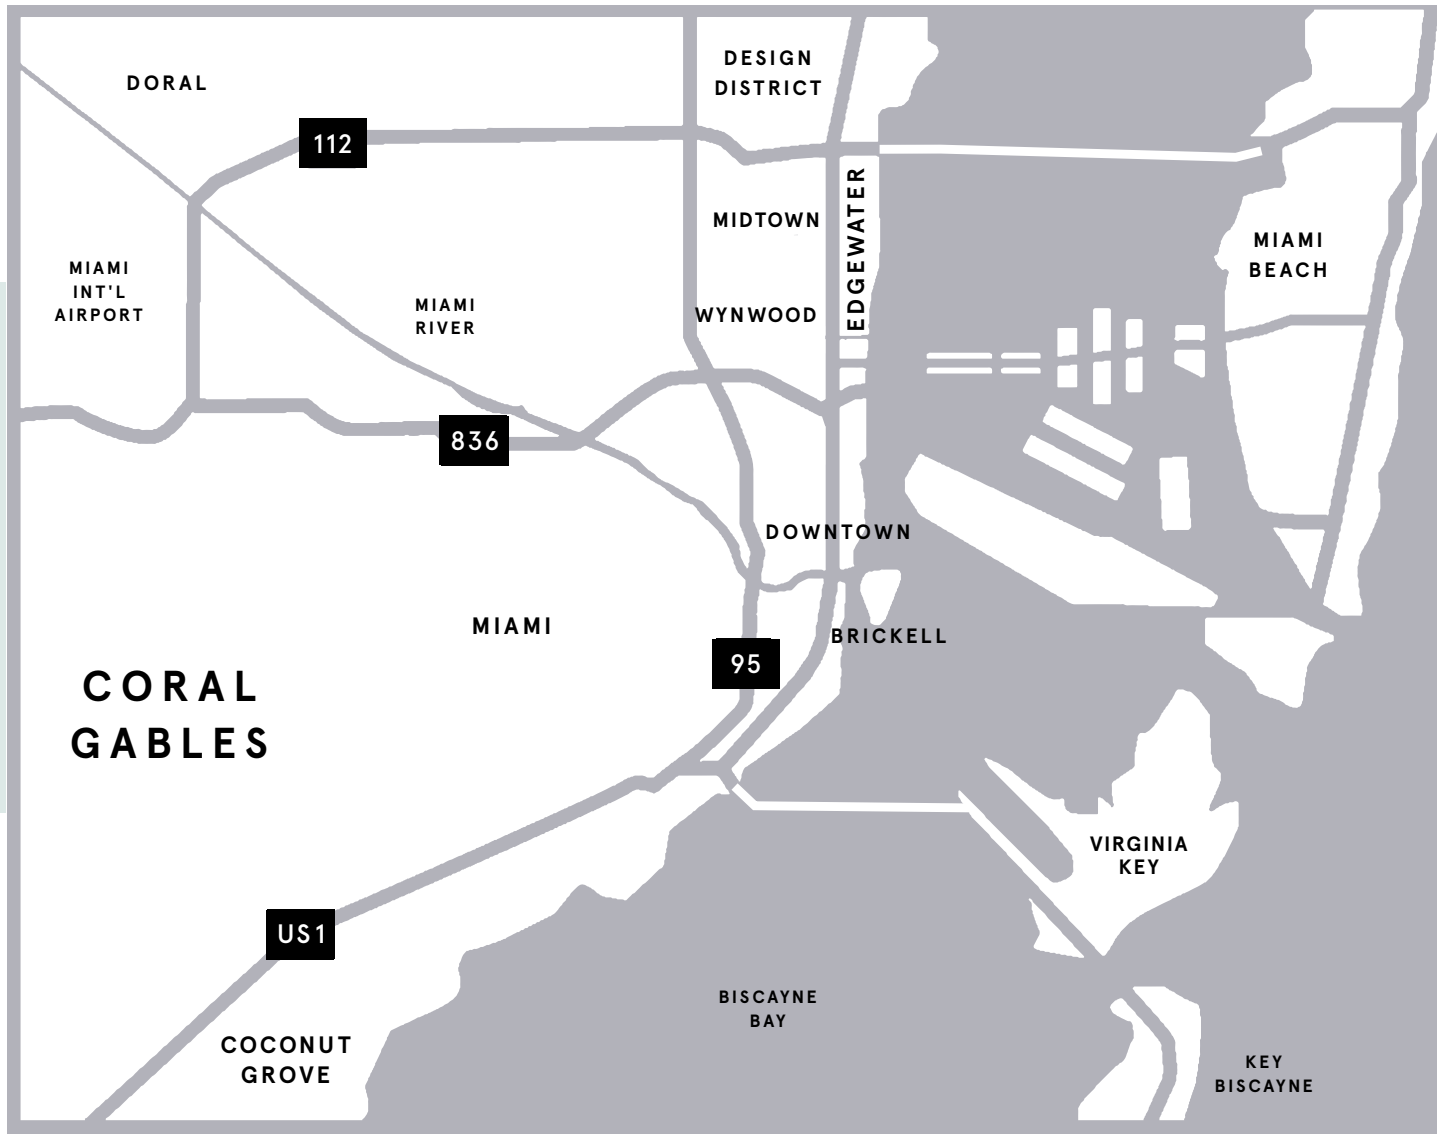 DESIGN
DISTRICT
DORAL
112
EDGEWATER
MIDTOWN
MIAMI
BEACH
MIAMI
INT'L
AIRPORT
MIAMI
RIVER
WYNWOOD
836
DOWNTOWN
MIAMI
BRICKELL
95
CORAL
GABLES
VIRGINIA
KEY
US1
BISCAYNE
BAY
COCONUT
GROVE
KEY
BISCAYNE